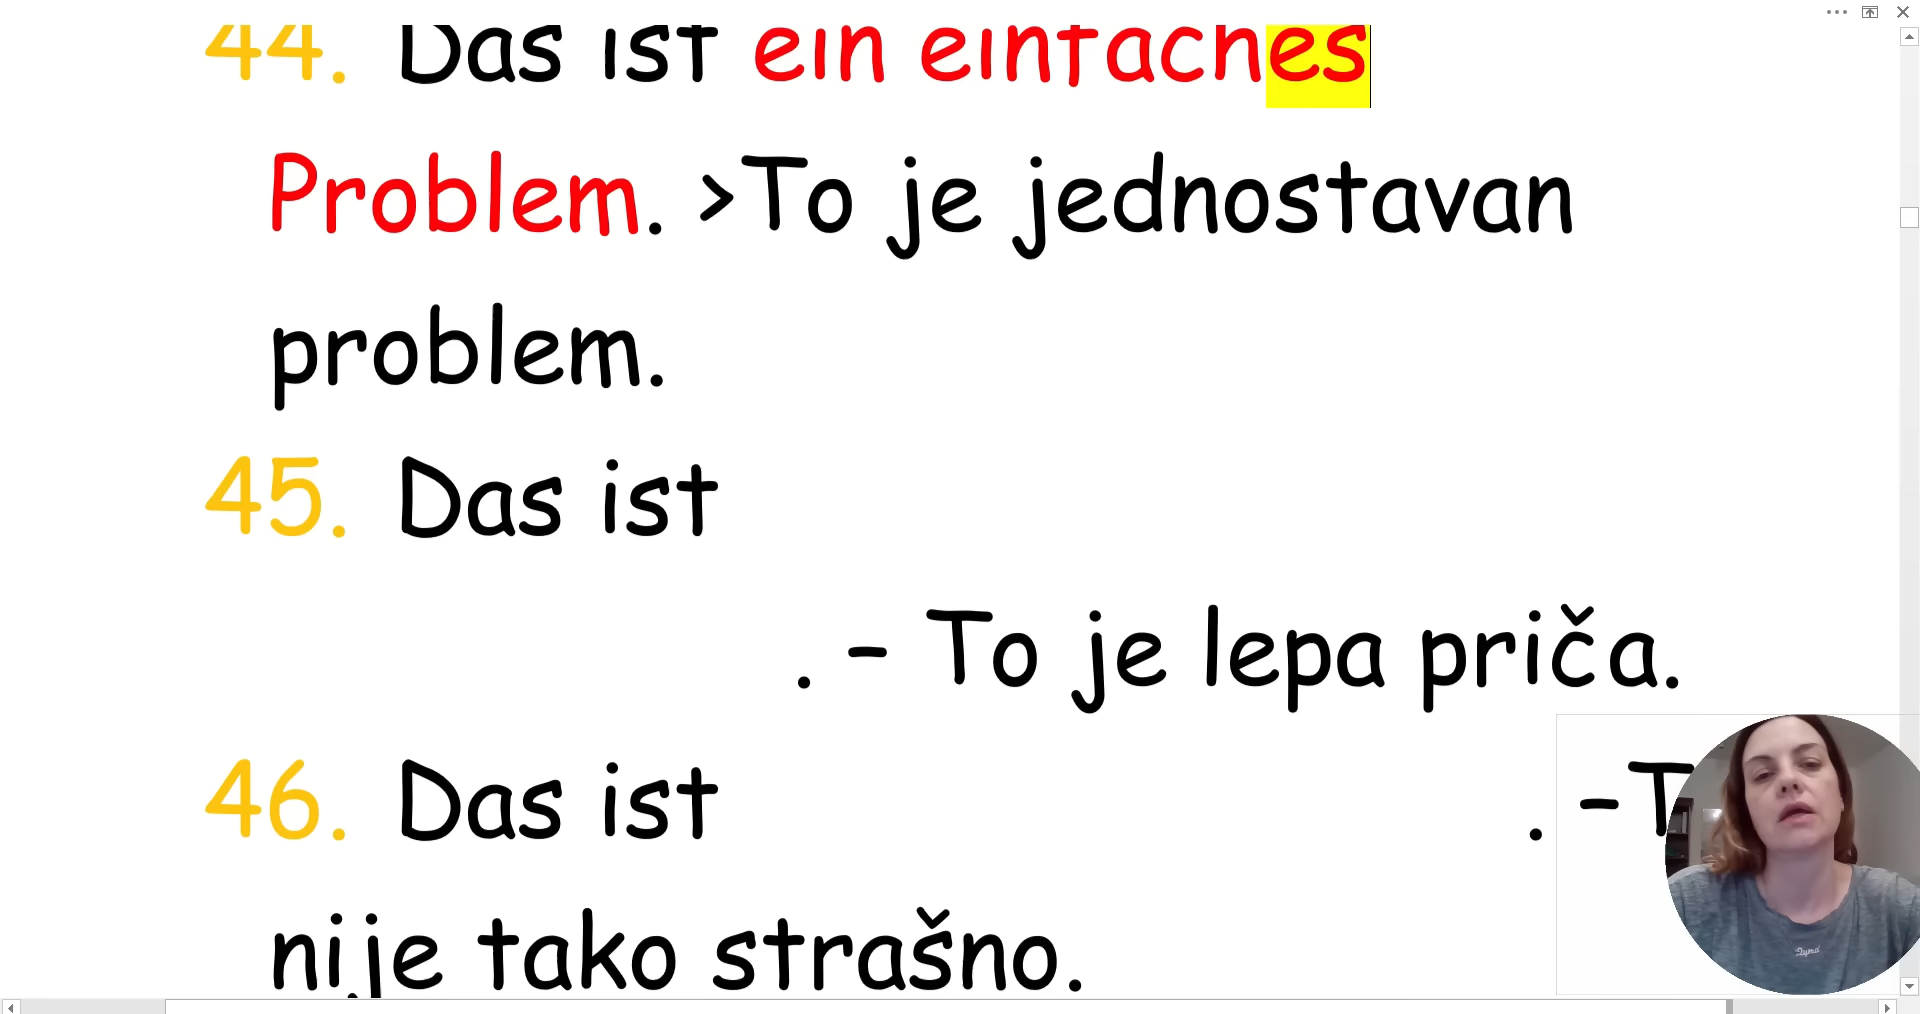 44. Das ist ein einfaches
Problem. >To je jednostavan
problem.
45. Das ist
. - To je lepa priča.
46. Das ist . -T
nije tako strašno.